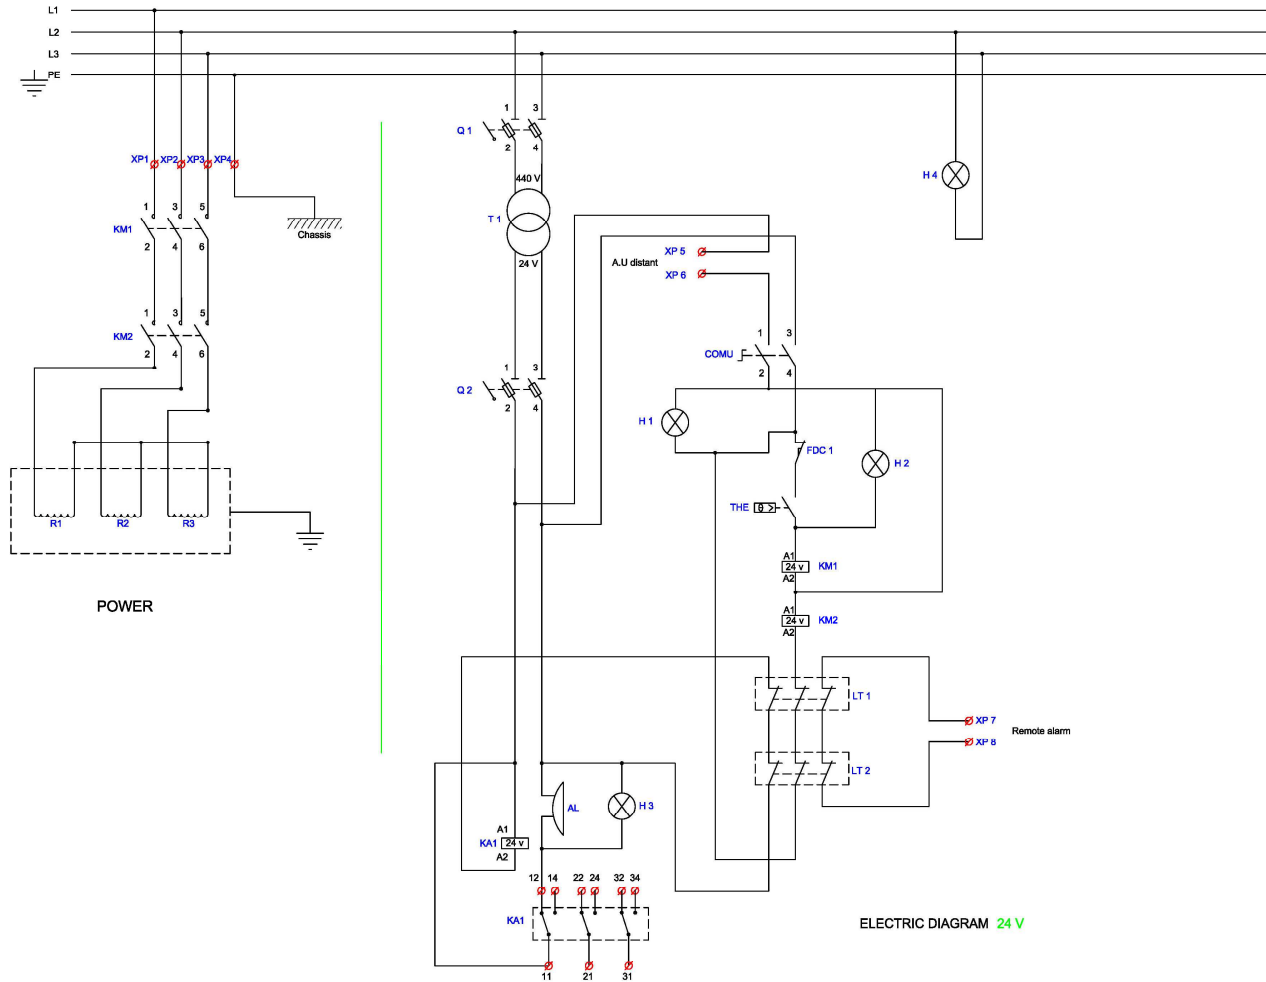 L1
L2
L3
PE
1 3
Q 1
2 4
XP1 XP2 XP3 XP4
440 V
H 4
1 3 5
T 1
KM1
Chassis
2 4 6
XP 5
24 V
A.U distant
XP 6
1 3 5
KM2
2 4 6
1 3
COMU
2 4
1 3
Q 2
2 4
H 1
FDC 1
H 2
THE
θ >
R1 R2 R3
A1
24 v
KM1
A2
POWER
A1
24 v
KM2
A2
LT 1
XP 7
Remote alarm
XP 8
LT 2
AL
H 3
A1
KA1
24 v
A2
12 14 22 24 32 34
KA1
11 21 31
ELECTRIC DIAGRAM 24 V